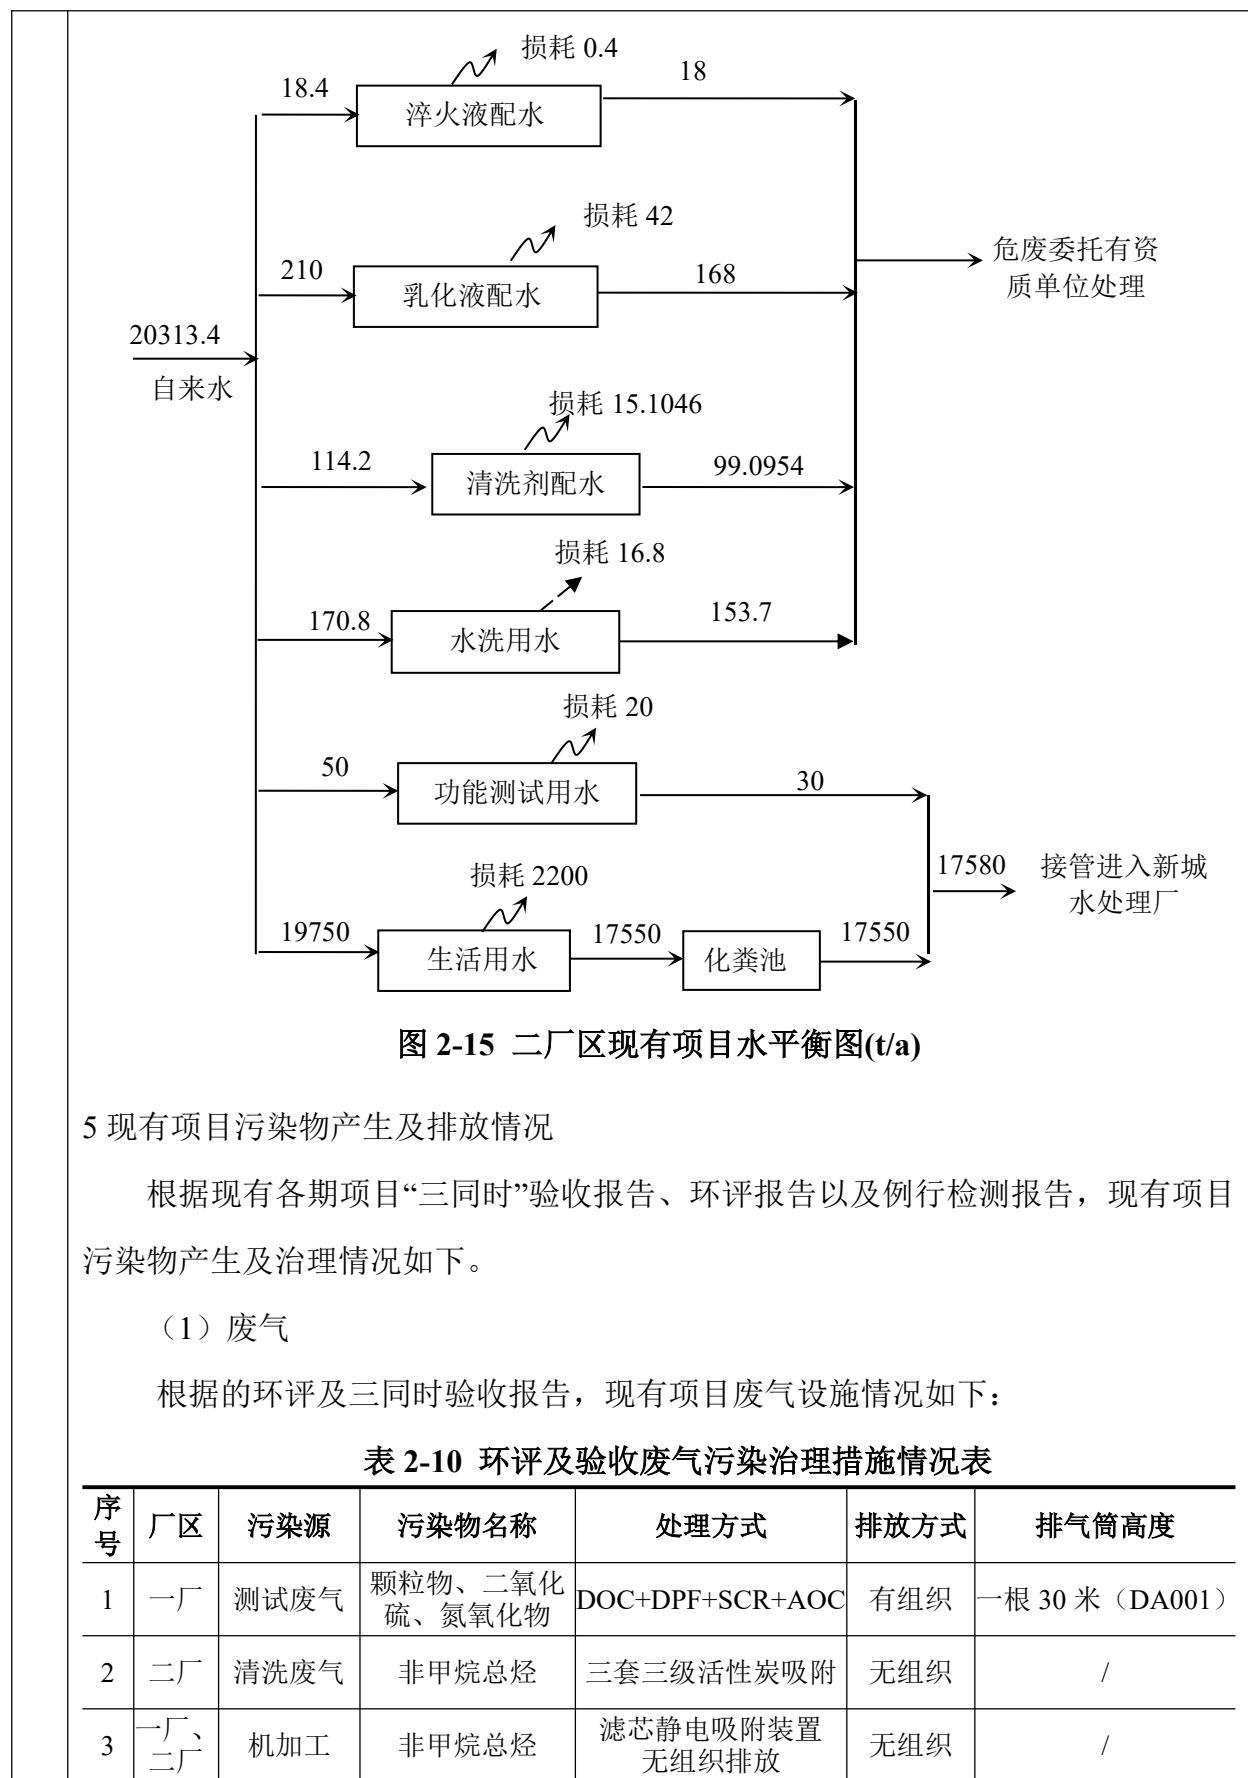 损耗 0.4
18.4
淬火液配水
18
损耗 42
210
乳化液配水
168
危废委托有资
质单位处理
20313.4
自来水
损耗 15.1046
114.2
清洗剂配水
99.0954
损耗 16.8
170.8
水洗用水
153.7
损耗 20
50
功能测试用水
30
损耗 2200
19750
生活用水
17550
化粪池
17550
17580
接管进入新城
水处理厂
图 2-15 二厂区现有项目水平衡图(t/a)
5 现有项目污染物产生及排放情况
根据现有各期项目“三同时”验收报告、环评报告以及例行检测报告，现有项目
污染物产生及治理情况如下。
（1）废气
根据的环评及三同时验收报告，现有项目废气设施情况如下：
表 2-10 环评及验收废气污染治理措施情况表
序号 厂区 污染源 污染物名称 处理方式 排放方式 排气筒高度
1 一厂 测试废气 颗粒物、二氧化硫、氮氧化物 DOC+DPF+SCR+AOC 有组织 一根 30 米（DA001）
2 二厂 清洗废气 非甲烷总烃 三套三级活性炭吸附 无组织 /
3 一厂、二厂 机加工 非甲烷总烃 滤芯静电吸附装置无组织排放 无组织 /